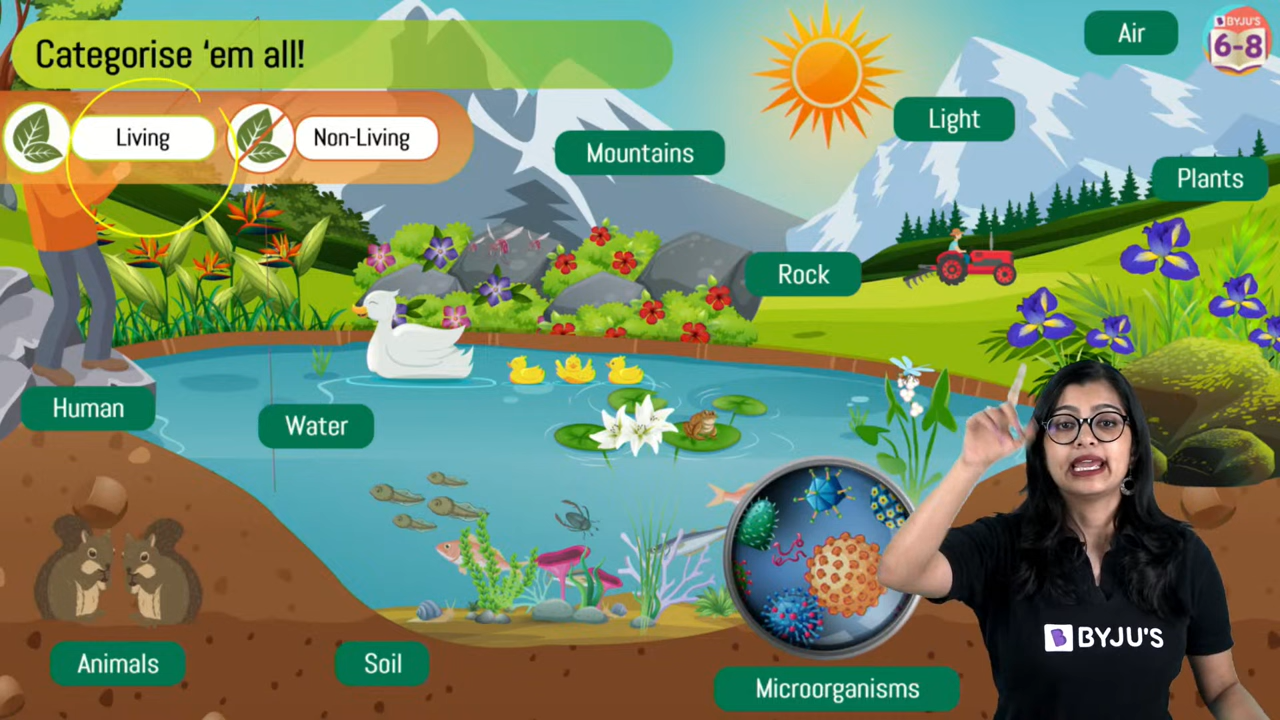 Categorise ‘em all!
Air
BYJU'S
6-8
Living
Non-Living
Light
Mountains
Plants
Rock
Human
Water
BYJU'S
Animals
Soil
Microorganisms